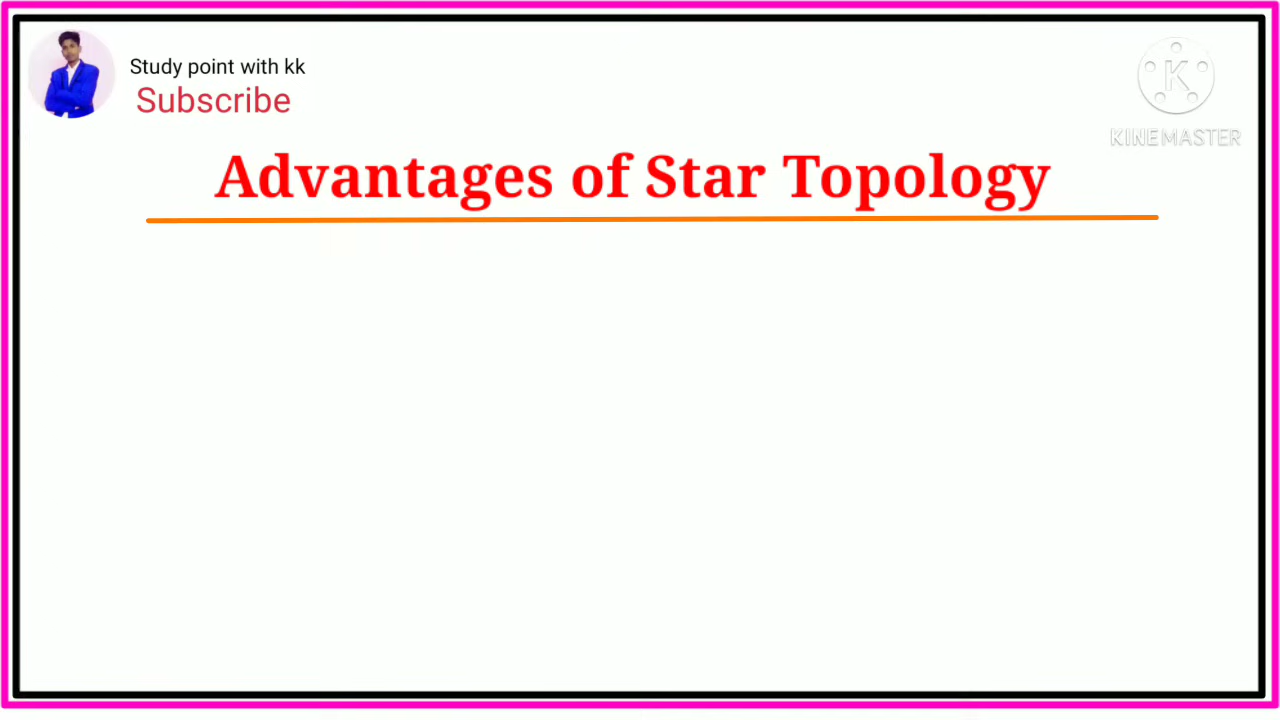 Study point with kk
Subscribe
K
KINEMASTER
Advantages of Star Topology